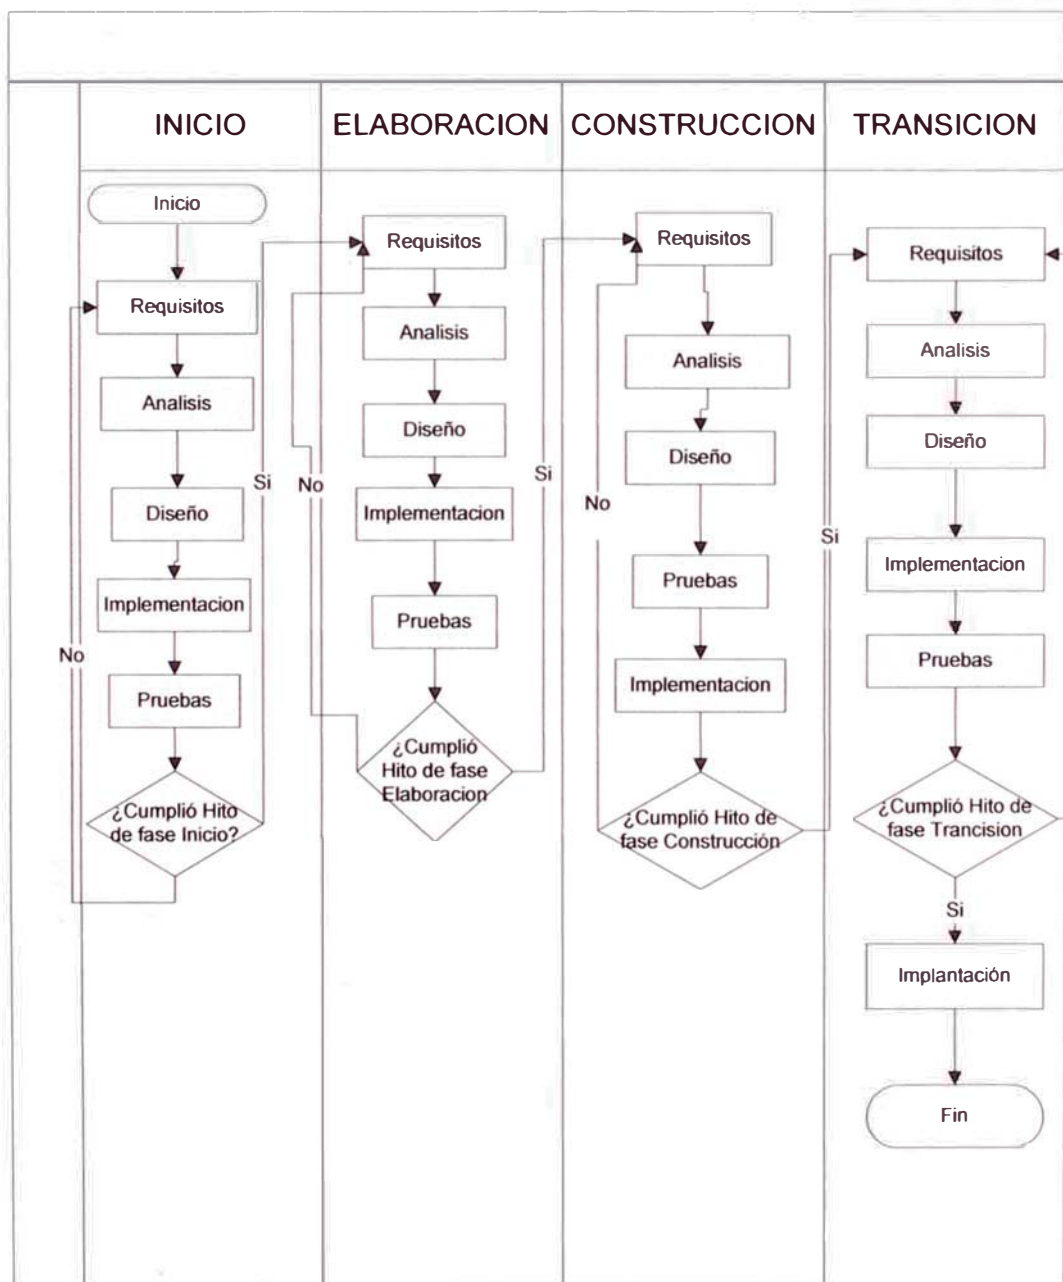 INICIO
ELABORACION
CONSTRUCCION
TRANSICION
Inicio
Requisitos
Analisis
Diseño
Implementacion
Pruebas
¿Cumplió Hito
de fase Inicio?
No
Si
Requisitos
Analisis
Diseño
Implementacion
Pruebas
¿Cumplió
Hito de fase
Elaboracion
No
Si
Requisitos
Analisis
Diseño
Pruebas
Implementacion
¿Cumplió Hito de
fase Construcción
No
Si
Requisitos
Analisis
Diseño
Implementacion
Pruebas
¿Cumplió Hito de
fase Trancision
Si
Implantación
Fin